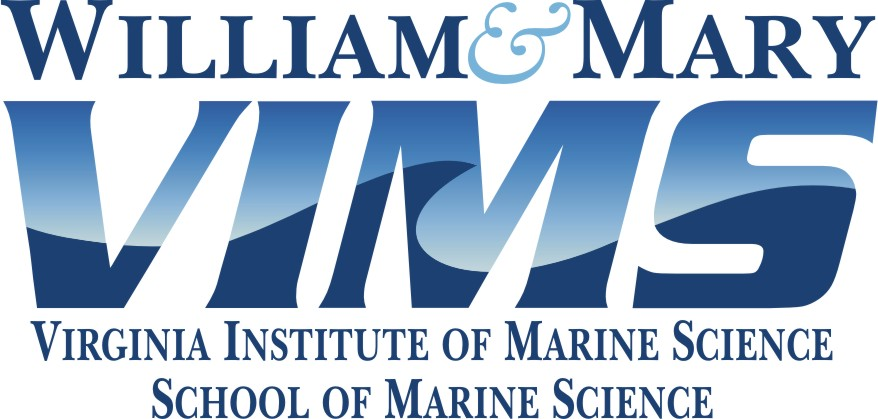 WILLIAM & MARY
VIMS
VIRGINIA INSTITUTE OF MARINE SCIENCE
SCHOOL OF MARINE SCIENCE